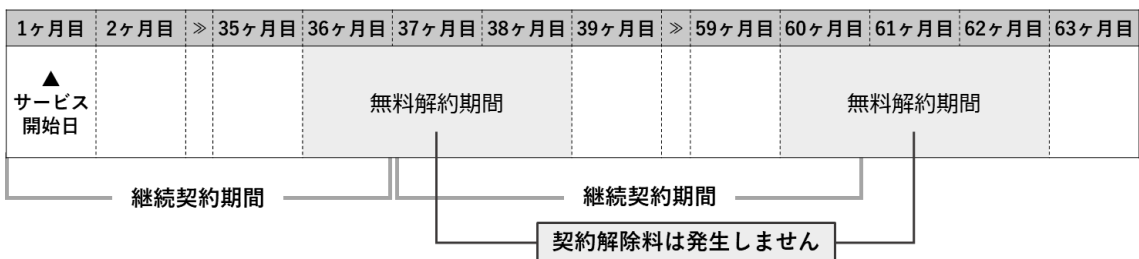 1ヶ月目 2ヶ月目 ≫ 35ヶ月目 36ヶ月目 37ヶ月目 38ヶ月目 39ヶ月目 ≫ 59ヶ月目 60ヶ月目 61ヶ月目 62ヶ月目 63ヶ月目
▲
サービス
開始日
無料解約期間 無料解約期間
継続契約期間 継続契約期間
契約解除料は発生しません